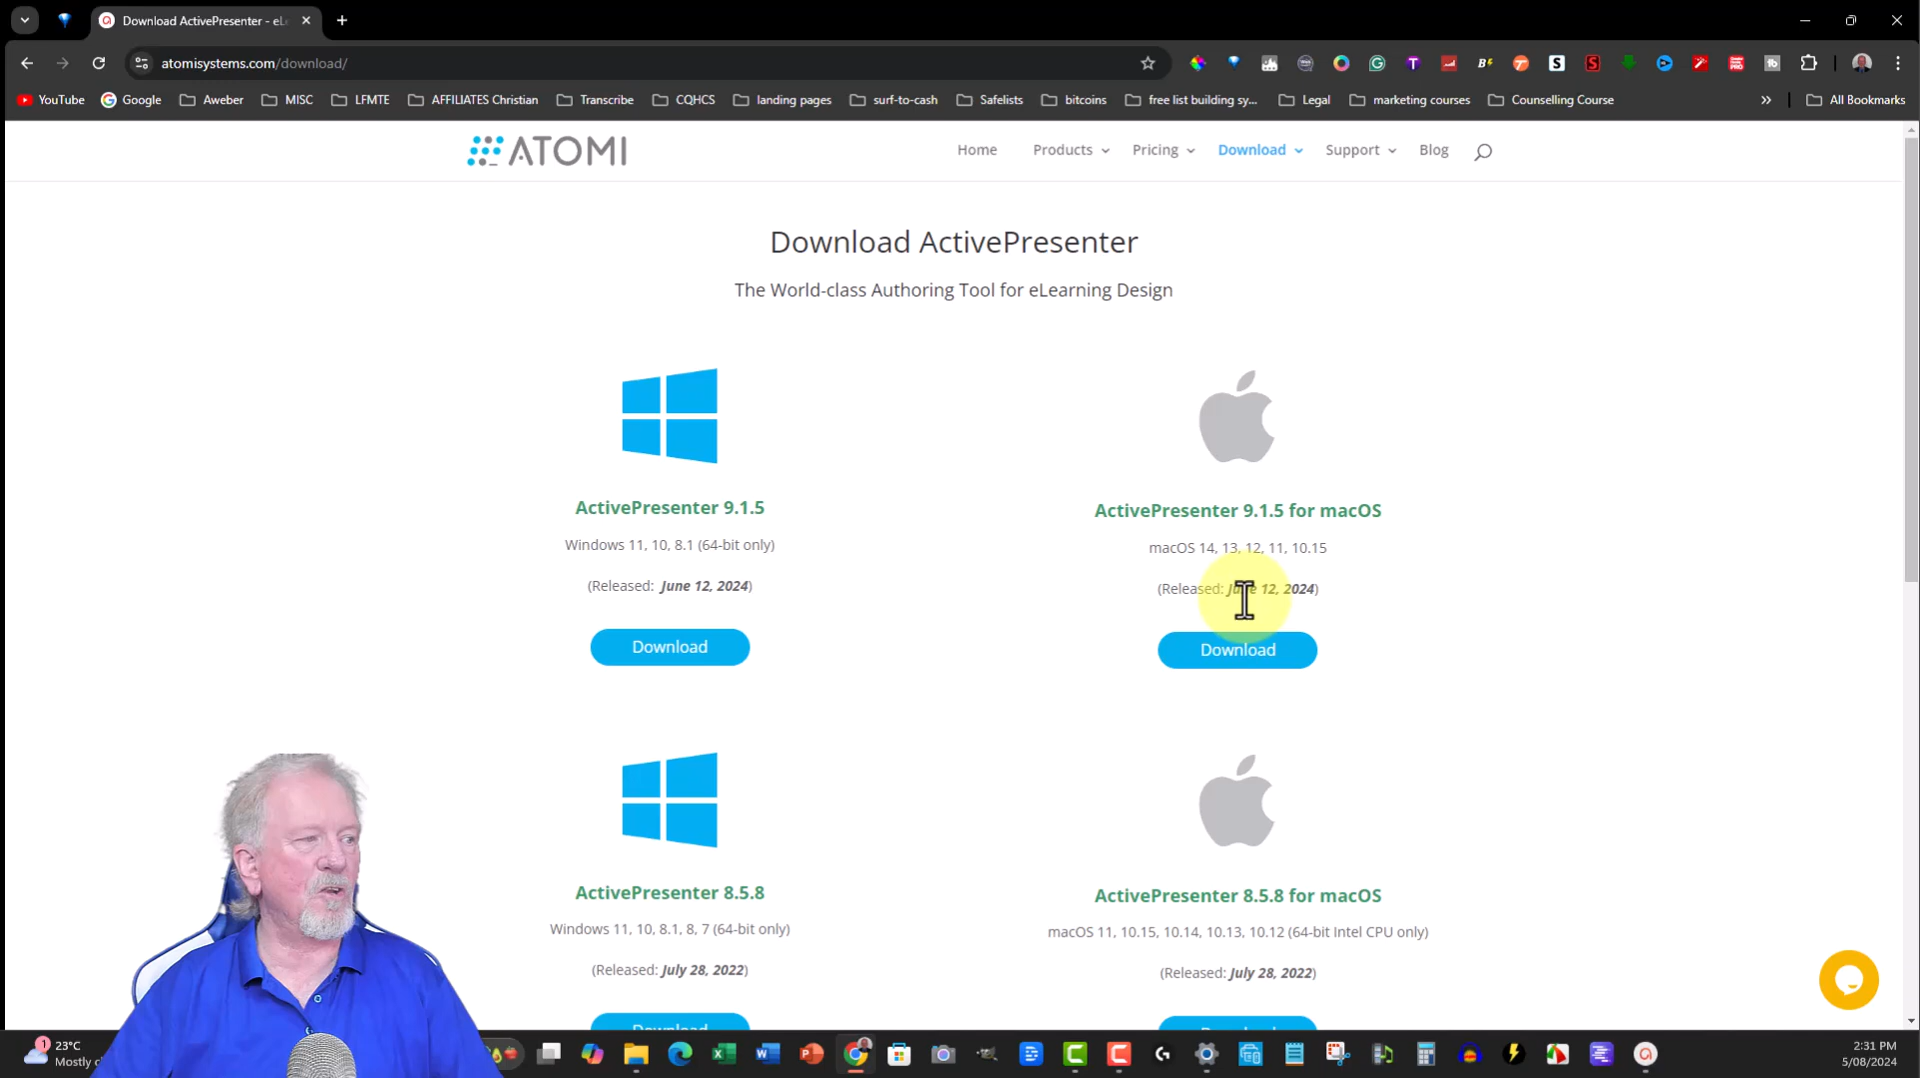 Download ActivePresenter - eLe
atomisystems.com/download/
YouTube Google Aweber MISC LFMTE AFFILIATES Christian Transcribe CQHCS landing pages surf-to-cash Safelists bitcoins free list building sy... Legal marketing courses Counselling Course » All Bookmarks
ATOMI
Home Products Pricing Download Support Blog
Download ActivePresenter
The World-class Authoring Tool for eLearning Design
ActivePresenter 9.1.5
Windows 11, 10, 8.1 (64-bit only)
(Released: June 12, 2024)
Download
ActivePresenter 9.1.5 for macOS
macOS 14, 13, 12, 11, 10.15
(Released: June 12, 2024)
Download
ActivePresenter 8.5.8
Windows 11, 10, 8.1, 8, 7 (64-bit only)
(Released: July 28, 2022)
Download
ActivePresenter 8.5.8 for macOS
macOS 11, 10.15, 10.14, 10.13, 10.12 (64-bit Intel CPU only)
(Released: July 28, 2022)
1
23°C
Mostly
2:31 PM
5/08/2024